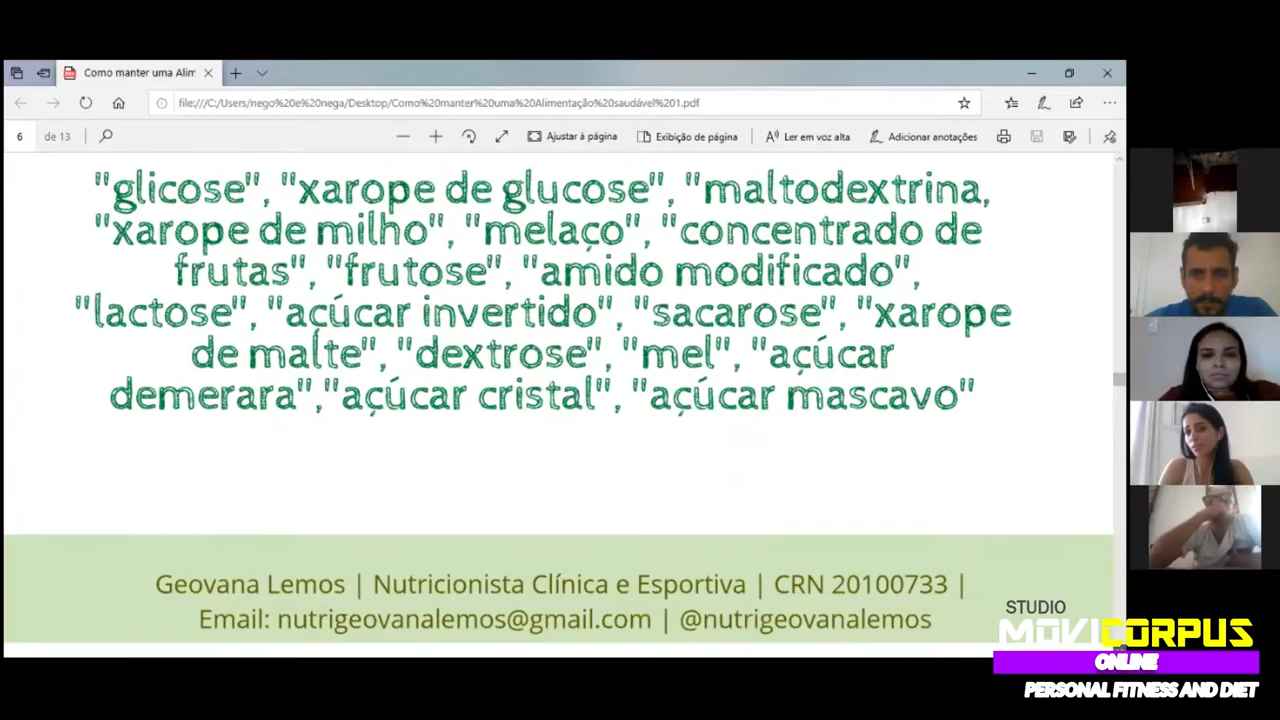 Como manter uma Alim
file:///C:/Users/nego%20e%20nega/Desktop/Como%20manter%20uma%20Alimentação%20saudável%201.pdf
6 de 13
Ajustar à página
Exibição de página
Ler em voz alta
Adicionar anotações
"glicose", "xarope de glucose", "maltodextrina,
"xarope de milho", "melaço", "concentrado de
frutas", "frutose", "amido modificado",
"lactose", "açúcar invertido", "sacarose", "xarope
de malte", "dextrose", "mel", "açúcar
demerara","açúcar cristal", "açúcar mascavo"
Geovana Lemos | Nutricionista Clínica e Esportiva | CRN 20100733 |
Email: nutrigeovanalemos@gmail.com | @nutrigeovanalemos
STUDIO
MOVICORPUS
ONLINE
PERSONAL FITNESS AND DIET